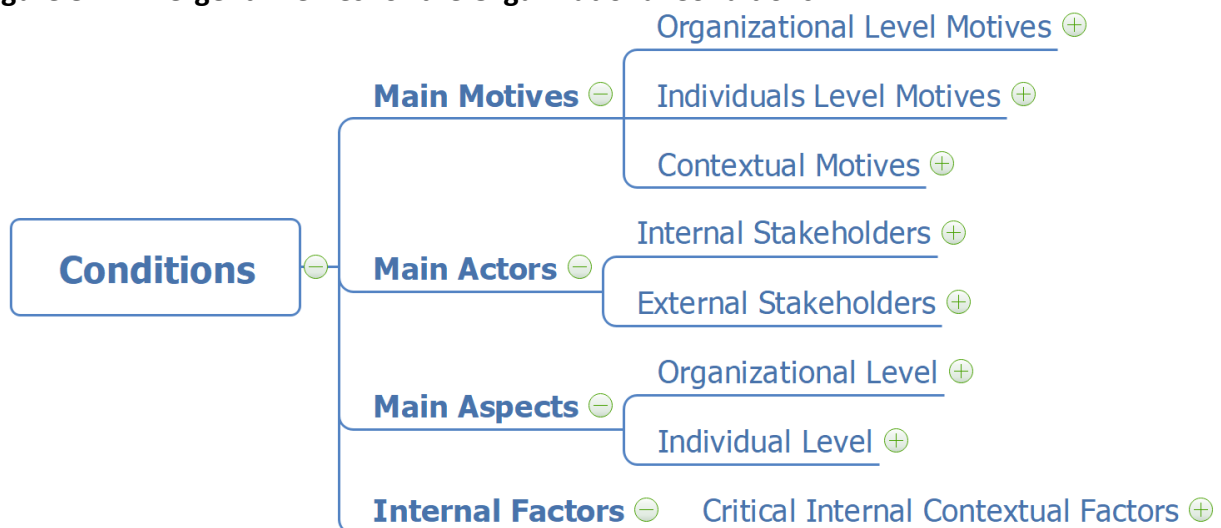 Organizational Level Motives
Main Motives
Individuals Level Motives
Contextual Motives
Internal Stakeholders
Conditions
Main Actors
External Stakeholders
Organizational Level
Main Aspects
Individual Level
Internal Factors
Critical Internal Contextual Factors